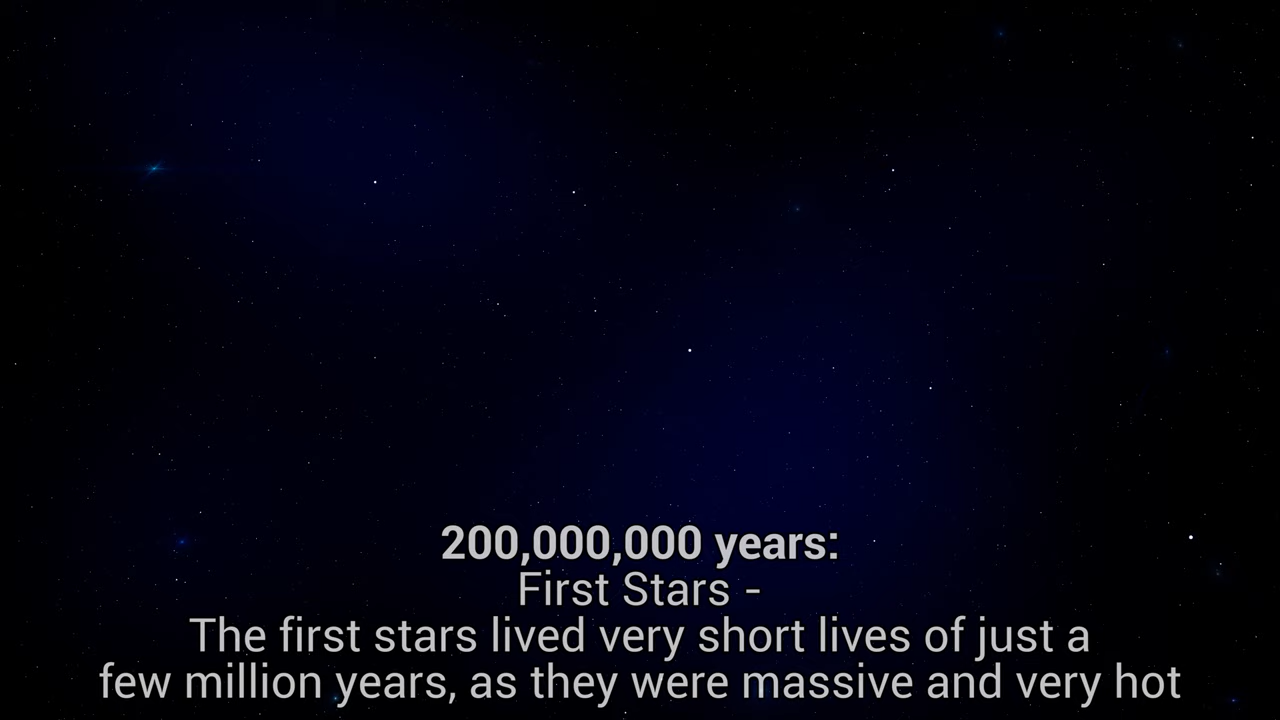 200,000,000 years:
First Stars -
The first stars lived very short lives of just a
few million years, as they were massive and very hot